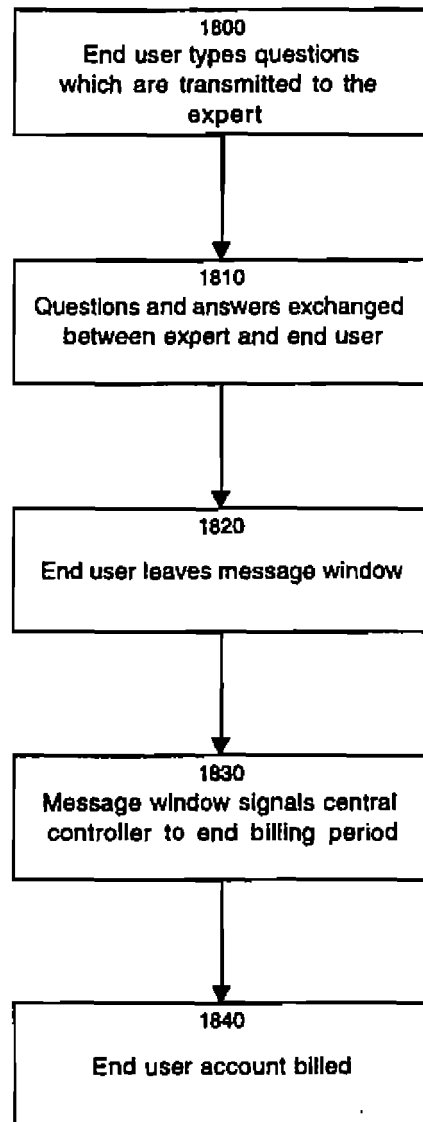 1800
End user types questions
which are transmitted to the
expert
1810
Questions and answers exchanged
between expert and end user
1820
End user leaves message window
1830
Message window signals central
controller to end billing period
1840
End user account billed